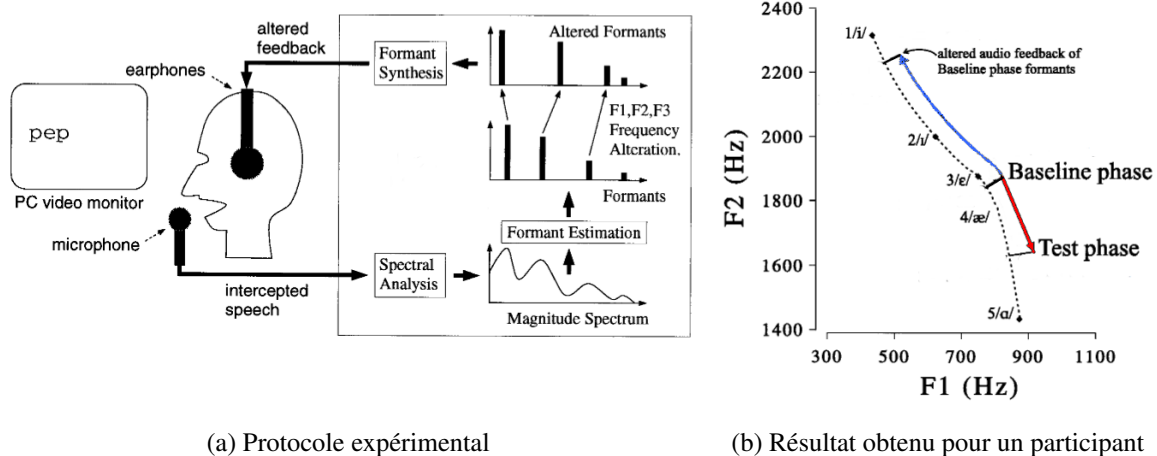 altered
feedback
earphones
pep
PC video monitor
microphone
intercepted
speech
Formant
Synthesis
Altered Formants
F1,F2,F3
Frequency
Altcration.
Formants
Formant Estimation
Spectral
Analysis
Magnitude Spectrum
(a) Protocole expérimental
2400
2200
2000
1800
1600
1400
F2 (Hz)
1/i/
altered audio feedback of
Baseline phase formants
2/ɪ/
3/ɛ/
Baseline phase
4/æ/
Test phase
5/ɑ/
300
500
700
900
1100
F1 (Hz)
(b) Résultat obtenu pour un participant